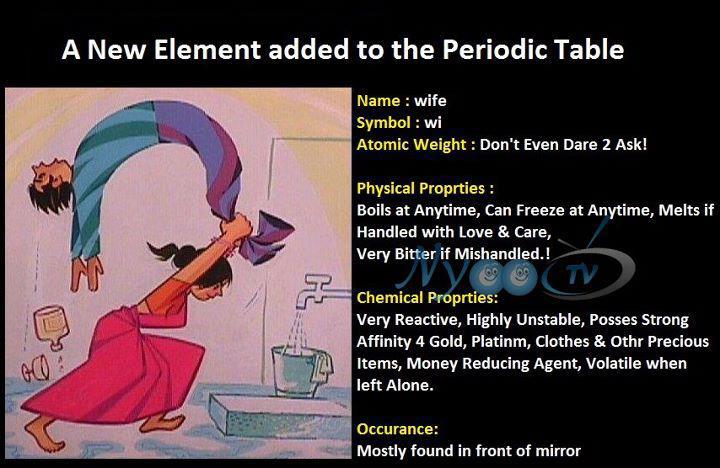 A New Element added to the Periodic Table
Name : wife
Symbol : wi
Atomic Weight : Don't Even Dare 2 Ask!
Physical Proprties :
Boils at Anytime, Can Freeze at Anytime, Melts if
Handled with Love & Care,
Very Bitter if Mishandled.!
Nyoo TV
Chemical Proprties:
Very Reactive, Highly Unstable, Posses Strong
Affinity 4 Gold, Platinm, Clothes & Othr Precious
Items, Money Reducing Agent, Volatile when
left Alone.
Occurance:
Mostly found in front of mirror